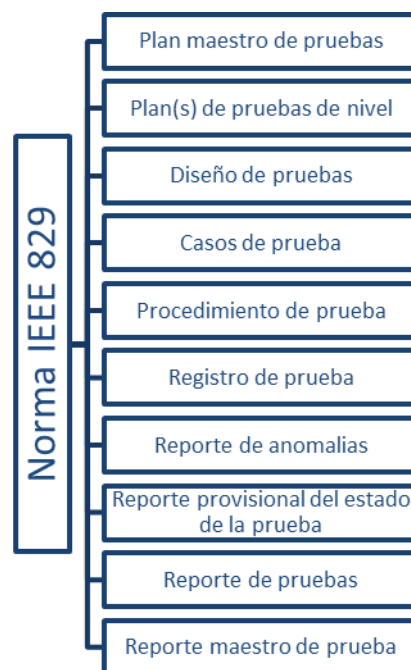 Norma IEEE 829
Plan maestro de pruebas
Plan(s) de pruebas de nivel
Diseño de pruebas
Casos de prueba
Procedimiento de prueba
Registro de prueba
Reporte de anomalias
Reporte provisional del estado
de la prueba
Reporte de pruebas
Reporte maestro de prueba